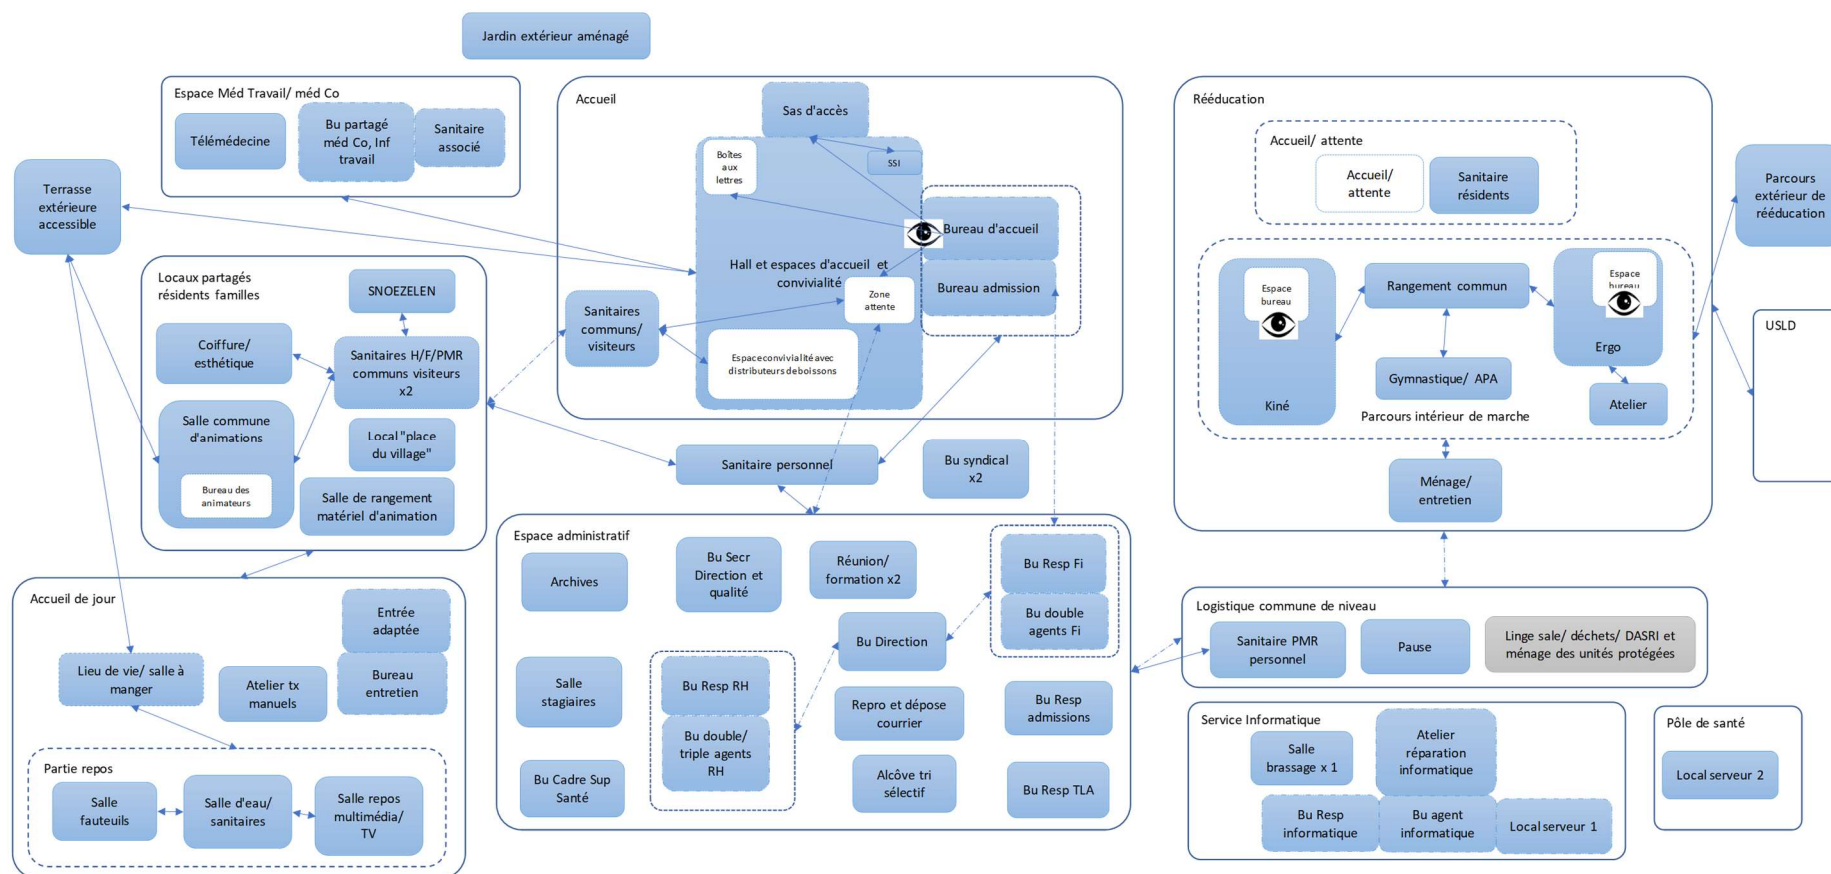 Jardin extérieur aménagé
Espace Méd Travail/ méd Co
Télémédecine
Bu partagé
méd Co, Inf
travail
Sanitaire
associé
Terrasse
extérieure
accessible
Locaux partagés
résidents familles
SNOEZELEN
Coiffure/
esthétique
Sanitaires H/F/PMR
communs visiteurs
x2
Salle commune
d'animations
Bureau des
animateurs
Local "place
du village"
Salle de rangement
matériel d'animation
Accueil de jour
Entrée
adaptée
Bureau
entretien
Lieu de vie/ salle à
manger
Atelier tx
manuels
Partie repos
Salle
fauteuils
Salle d'eau/
sanitaires
Salle repos
multimédia/
TV
Accueil
Sas d'accès
Boîtes
aux
lettres
SSI
Bureau d'accueil
Hall et espaces d'accueil et
convivialité
Bureau admission
Zone
attente
Sanitaires
communs/
visiteurs
Espace convivialité avec
distributeurs de boissons
Sanitaire personnel
Bu syndical
x2
Espace administratif
Archives
Bu Secr
Direction et
qualité
Réunion/
formation x2
Bu Resp Fi
Bu double
agents Fi
Bu Direction
Salle
stagiaires
Bu Resp RH
Bu double/
triple agents
RH
Repro et dépose
courrier
Bu Resp
admissions
Bu Cadre Sup
Santé
Alcôve tri
sélectif
Bu Resp TLA
Rééducation
Accueil/ attente
Accueil/
attente
Sanitaire
résidents
Parcours
extérieur de
rééducation
Espace
bureau
Kiné
Rangement commun
Gymnastique/ APA
Espace
bureau
Ergo
Atelier
Parcours intérieur de marche
Ménage/
entretien
USLD
Logistique commune de niveau
Sanitaire PMR
personnel
Pause
Linge sale/ déchets/ DASRI et
ménage des unités protégées
Service Informatique
Salle
brassage x 1
Atelier
réparation
informatique
Bu Resp
informatique
Bu agent
informatique
Local serveur 1
Pôle de santé
Local serveur 2